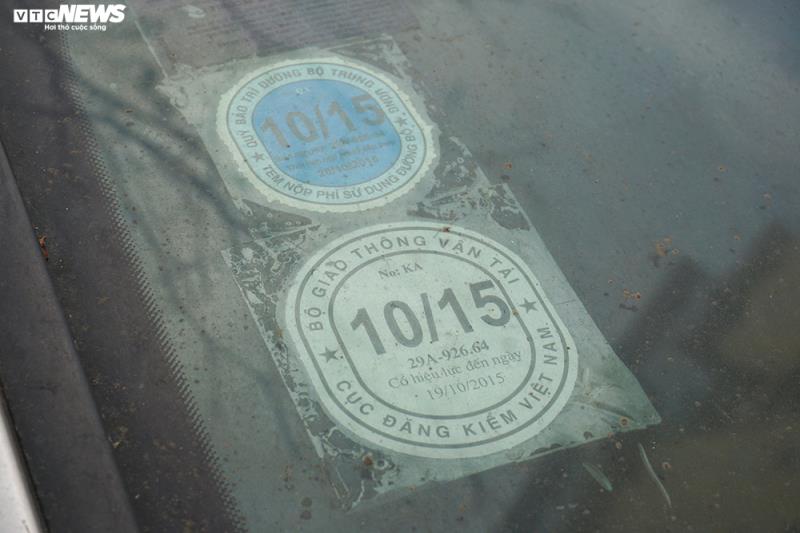 VTC NEWS
Hơi thở cuộc sống
QUỸ BẢO TRÌ ĐƯỜNG BỘ TRUNG ƯƠNG
10/15
TEM NỘP PHÍ SỬ DỤNG ĐƯỜNG BỘ
BỘ GIAO THÔNG VẬN TẢI
No: KA
10/15
29A-926.64
Có hiệu lực đến ngày
19/10/2015
CỤC ĐĂNG KIỂM VIỆT NAM